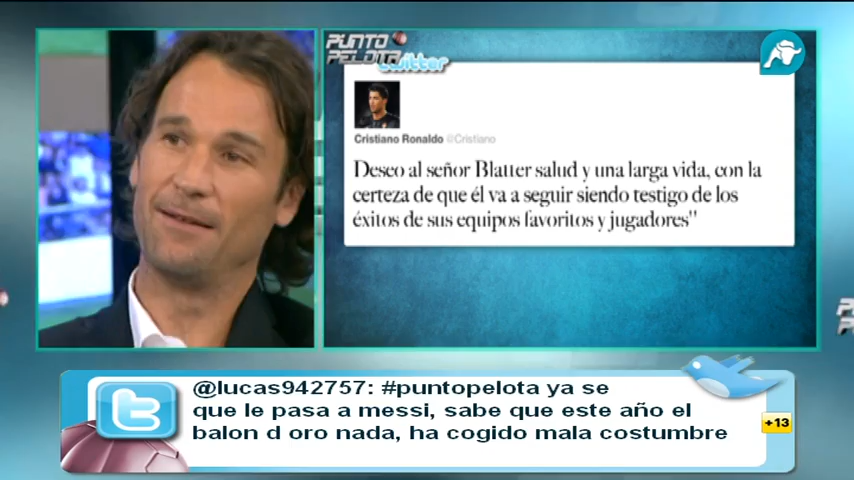 PUNTO
PELOTA
twitter
Cristiano Ronaldo @Cristiano
Deseo al señor Blatter salud y una larga vida, con la
certeza de que él va a seguir siendo testigo de los
éxitos de sus equipos favoritos y jugadores"
@lucas942757: #puntopelota ya se
que le pasa a messi, sabe que este año el
balon d oro nada, ha cogido mala costumbre
+13